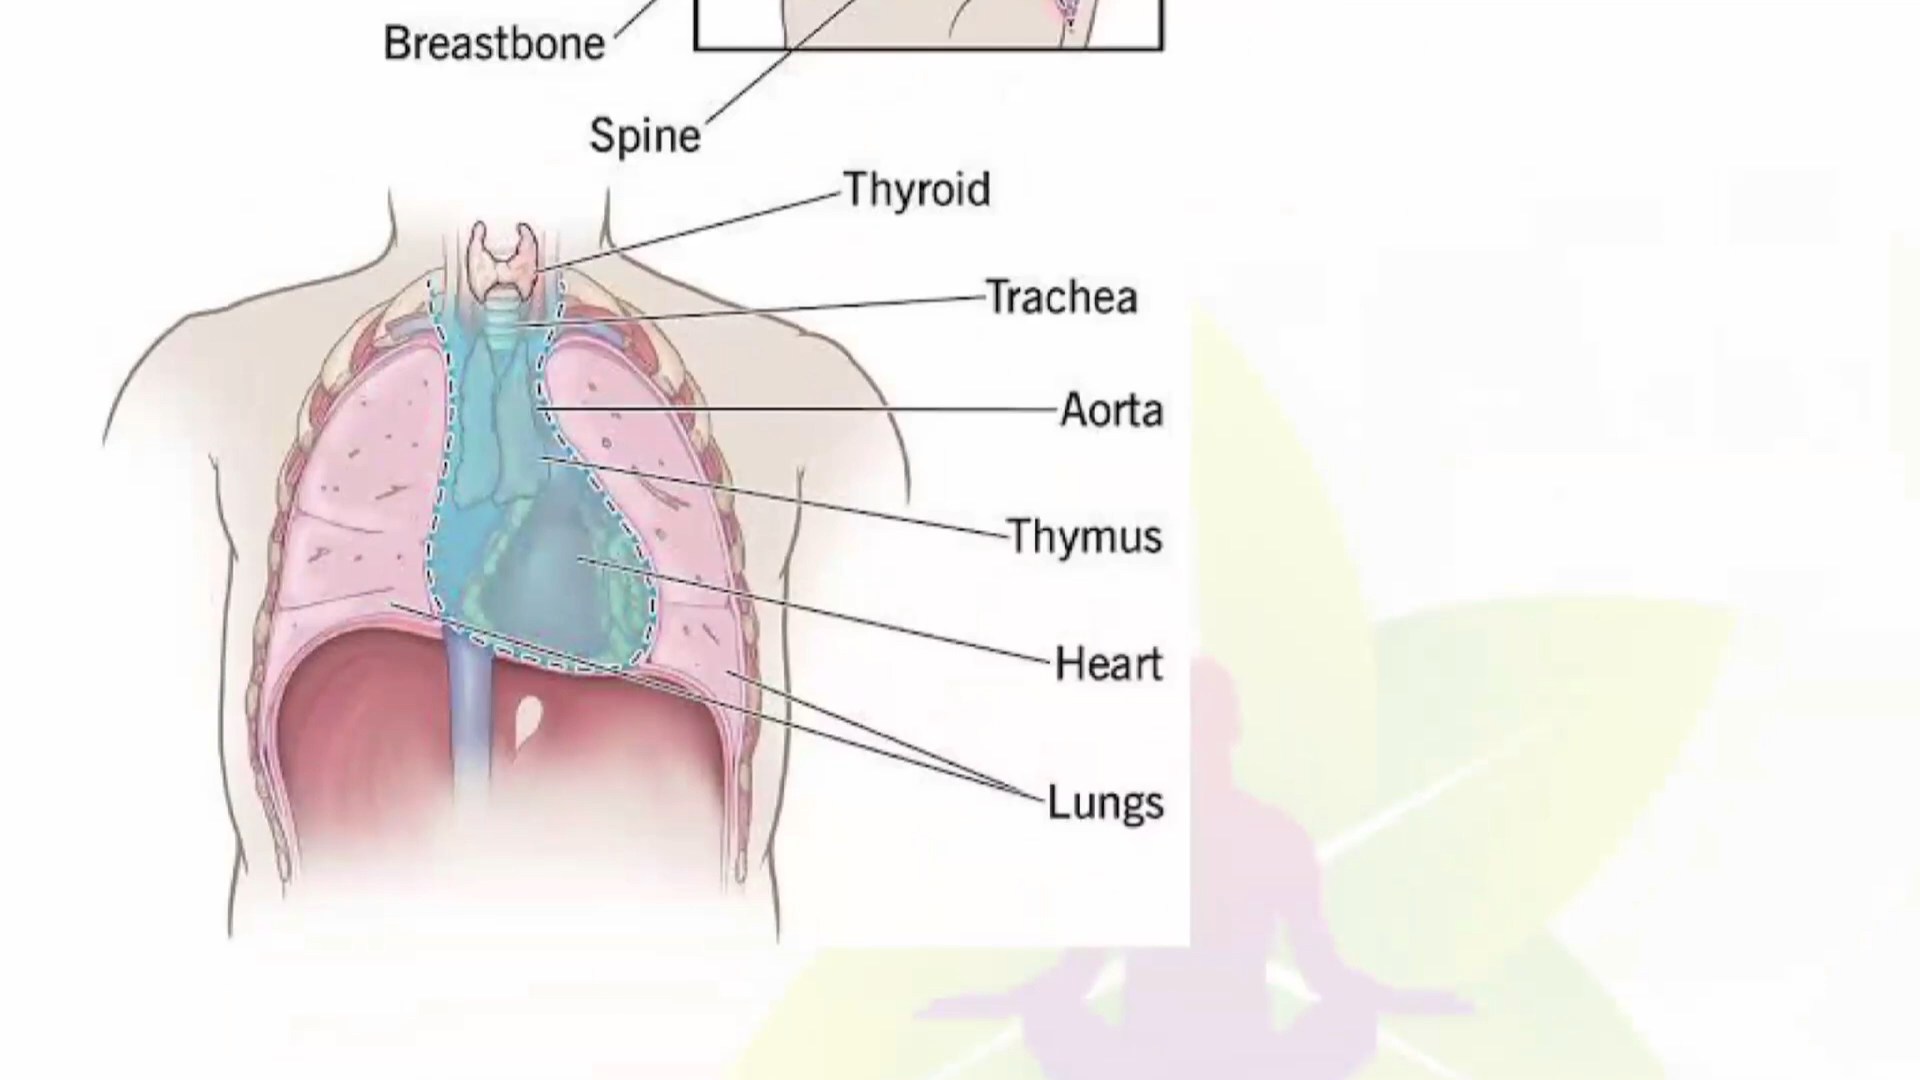 Breastbone
Spine
Thyroid
Trachea
Aorta
Thymus
Heart
Lungs